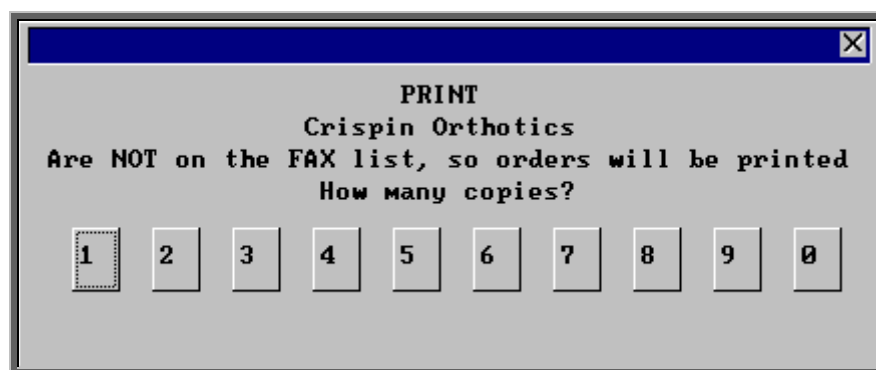 PRINT
Crispin Orthotics
Are NOT on the FAX list, so orders will be printed
How many copies?
1 2 3 4 5 6 7 8 9 0